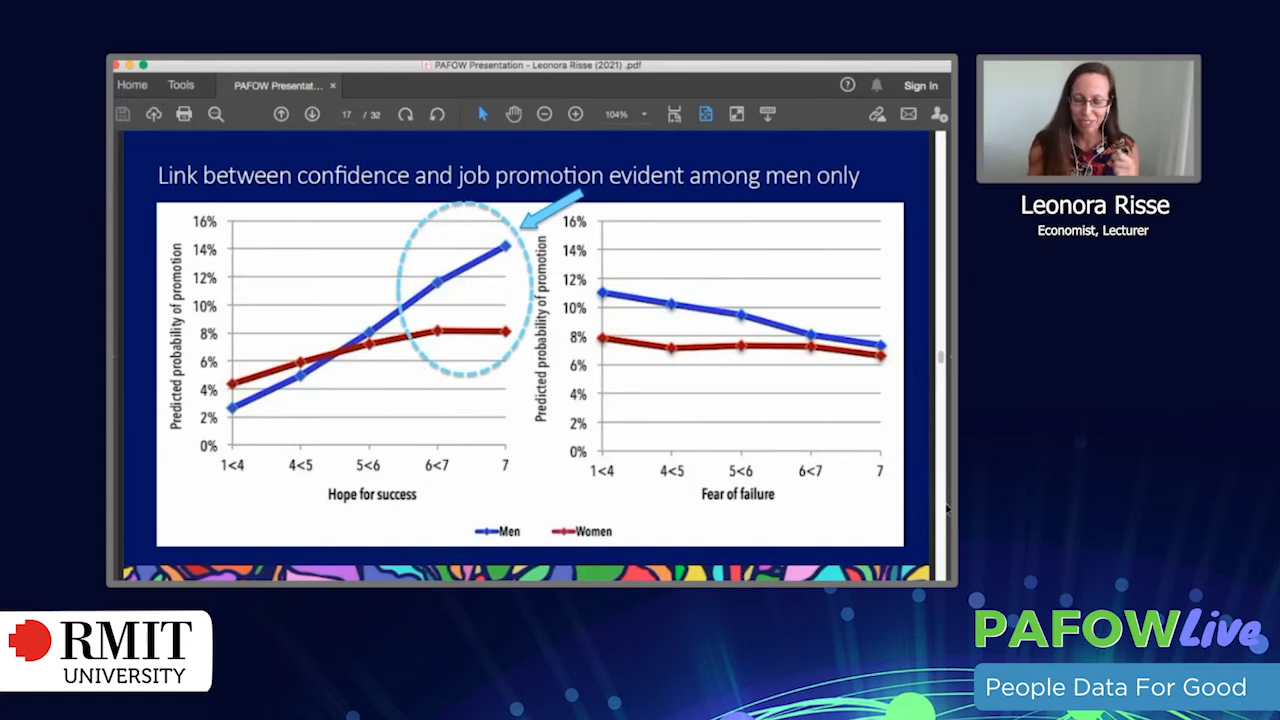 PAFOW Presentation - Leonora Risse (2021) .pdf
Home
Tools
PAFOW Presentat...
×
?
Sign In
17 / 32
104%
Link between confidence and job promotion evident among men only
Predicted probability of promotion
16%
14%
12%
10%
8%
6%
4%
2%
0%
1<4
4<5
5<6
6<7
7
Hope for success
Predicted probability of promotion
16%
14%
12%
10%
8%
6%
4%
2%
0%
1<4
4<5
5<6
6<7
7
Fear of failure
Men
Women
Leonora Risse
Economist, Lecturer
RMIT
UNIVERSITY
PAFOW Live
People Data For Good